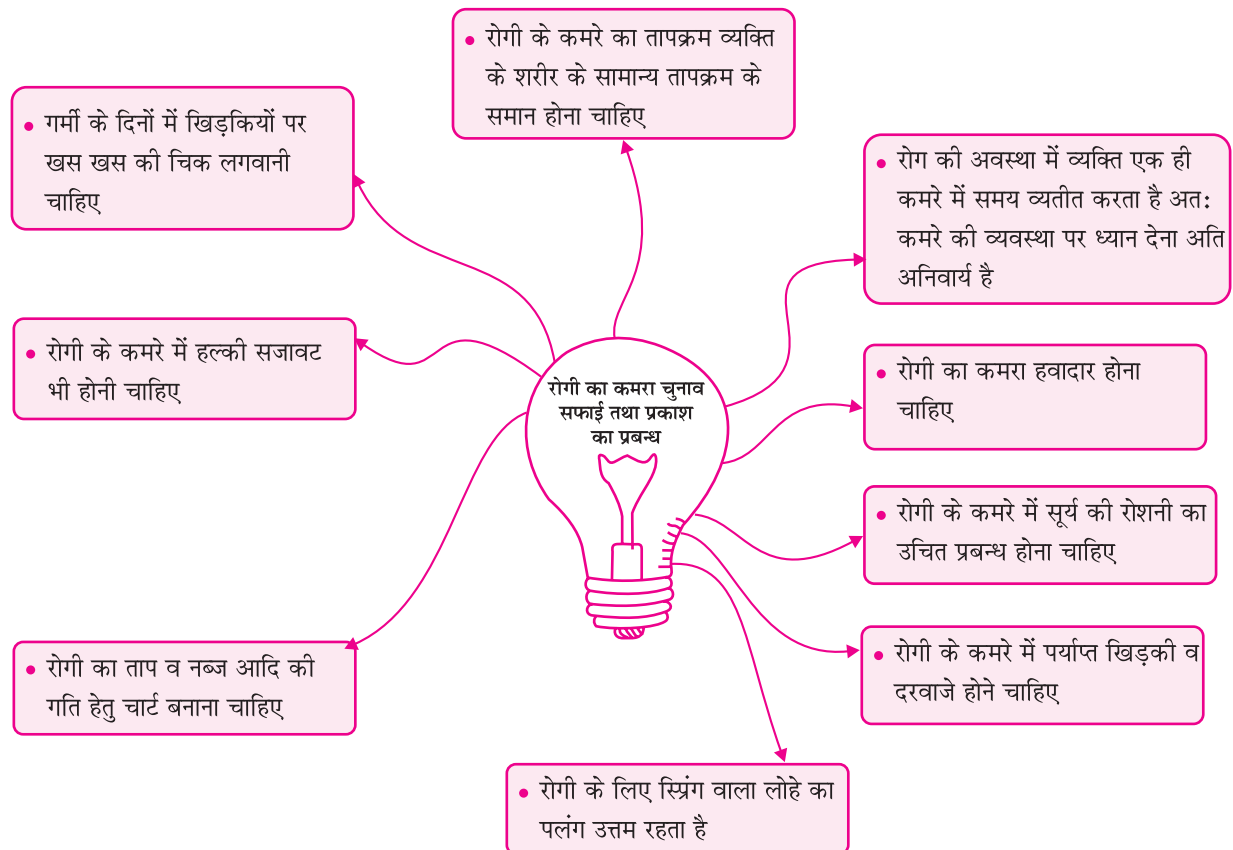 • रोगी के कमरे का तापक्रम व्यक्ति
के शरीर के सामान्य तापक्रम के
समान होना चाहिए
• गर्मी के दिनों में खिड़कियों पर
खस खस की चिक लगवानी
चाहिए
• रोग की अवस्था में व्यक्ति एक ही
कमरे में समय व्यतीत करता है अतः
कमरे की व्यवस्था पर ध्यान देना अति
अनिवार्य है
• रोगी के कमरे में हल्की सजावट
भी होनी चाहिए
रोगी का कमरा चुनाव
सफाई तथा प्रकाश
का प्रबन्ध
• रोगी का कमरा हवादार होना
चाहिए
• रोगी के कमरे में सूर्य की रोशनी का
उचित प्रबन्ध होना चाहिए
• रोगी का ताप व नब्ज आदि की
गति हेतु चार्ट बनाना चाहिए
• रोगी के कमरे में पर्याप्त खिड़की व
दरवाजे होने चाहिए
• रोगी के लिए स्प्रिंग वाला लोहे का
पलंग उत्तम रहता है